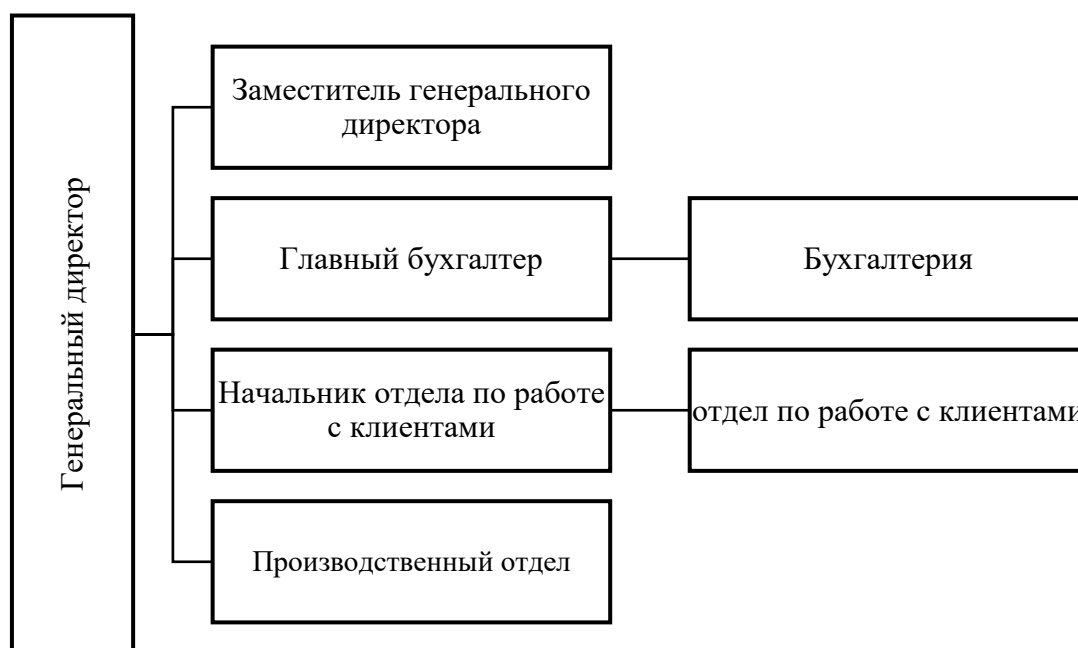 Генеральный директор
Заместитель генерального
директора
Главный бухгалтер
Бухгалтерия
Начальник отдела по работе
с клиентами
отдел по работе с клиентами
Производственный отдел